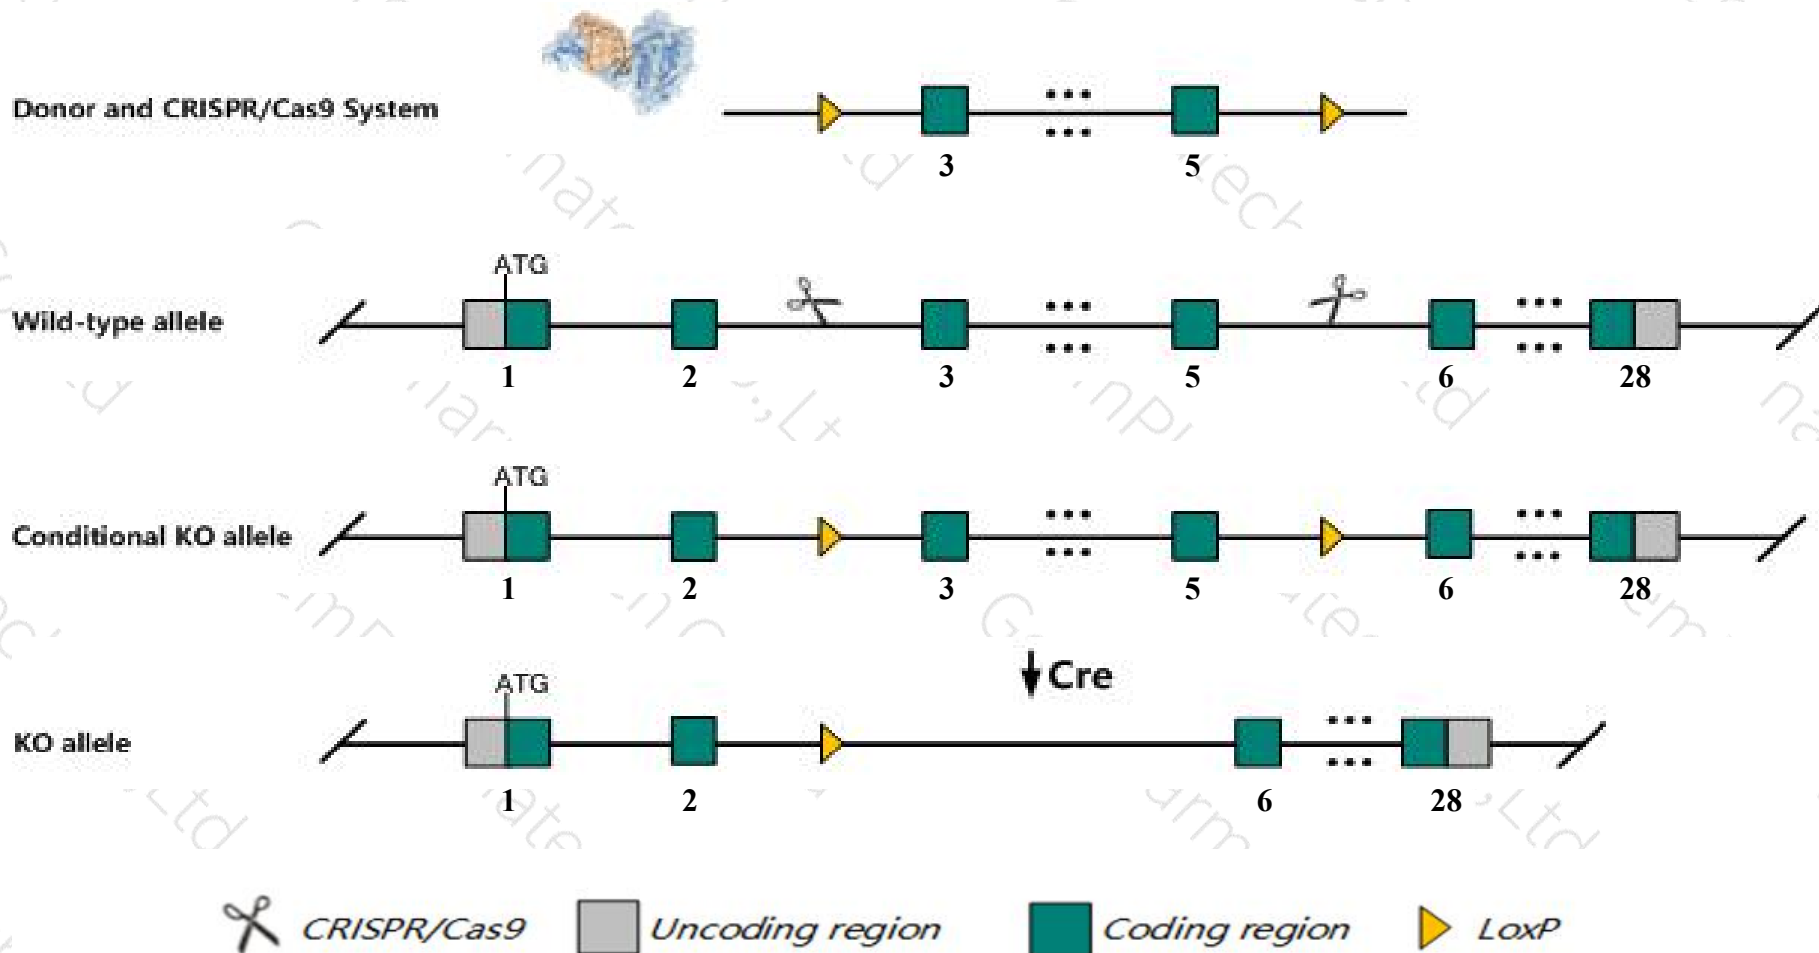 Donor and CRISPR/Cas9 System
••• •••
3 5
ATG
Wild-type allele
••• ••• ••• •••
1 2 3 5 6 28
ATG
Conditional KO allele
••• ••• ••• •••
1 2 3 5 6 28
Cre
ATG
KO allele
••• •••
1 2 6 28
CRISPR/Cas9 Uncoding region Coding region LoxP